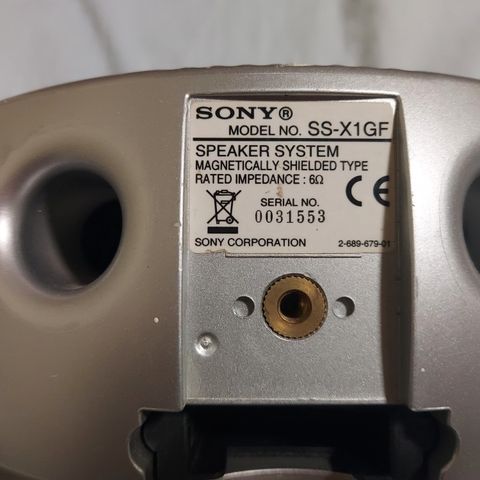 SONY®
MODEL NO. SS-X1GF
SPEAKER SYSTEM
MAGNETICALLY SHIELDED TYPE
RATED IMPEDANCE : 6Ω
CE
SERIAL NO.
0031553
SONY CORPORATION 2-689-679-01